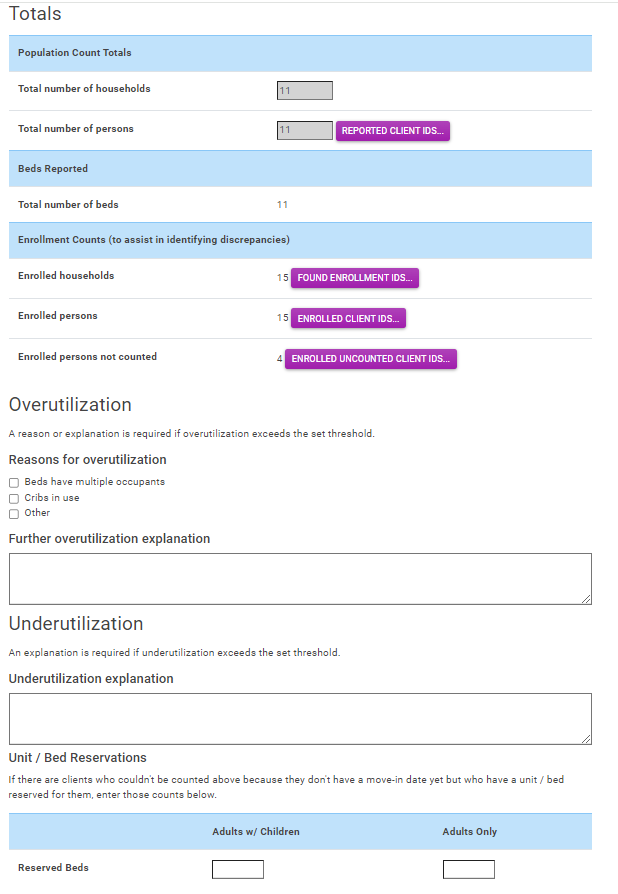 Totals
Population Count Totals
Total number of households 11
Total number of persons 11 REPORTED CLIENT IDS...
Beds Reported
Total number of beds 11
Enrollment Counts (to assist in identifying discrepancies)
Enrolled households 15 FOUND ENROLLMENT IDS...
Enrolled persons 15 ENROLLED CLIENT IDS...
Enrolled persons not counted 4 ENROLLED UNCOUNTED CLIENT IDS...
Overutilization
A reason or explanation is required if overutilization exceeds the set threshold.
Reasons for overutilization
Beds have multiple occupants
Cribs in use
Other
Further overutilization explanation
Underutilization
An explanation is required if underutilization exceeds the set threshold.
Underutilization explanation
Unit / Bed Reservations
If there are clients who couldn't be counted above because they don't have a move-in date yet but who have a unit / bed
reserved for them, enter those counts below.
Adults w/ Children Adults Only
Reserved Beds